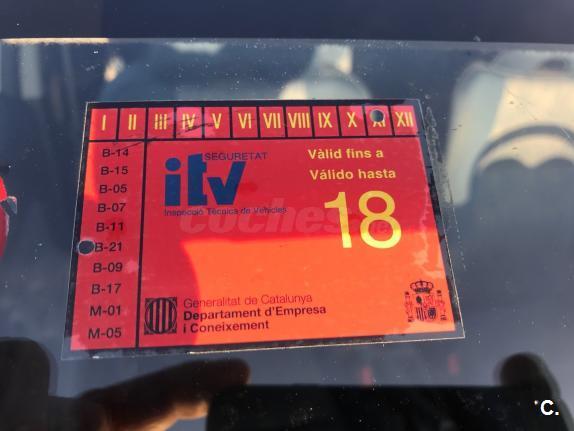 I II III IV V VI VII VIII IX X XI XII
B-14
B-15
B-05
B-07
B-11
B-21
B-09
B-17
M-01
M-05
SEGURETAT
itv
Inspecció Tècnica de Vehicles
Vàlid fins a
Válido hasta
18
coches
Generalitat de Catalunya
Departament d'Empresa
i Coneixement
C.